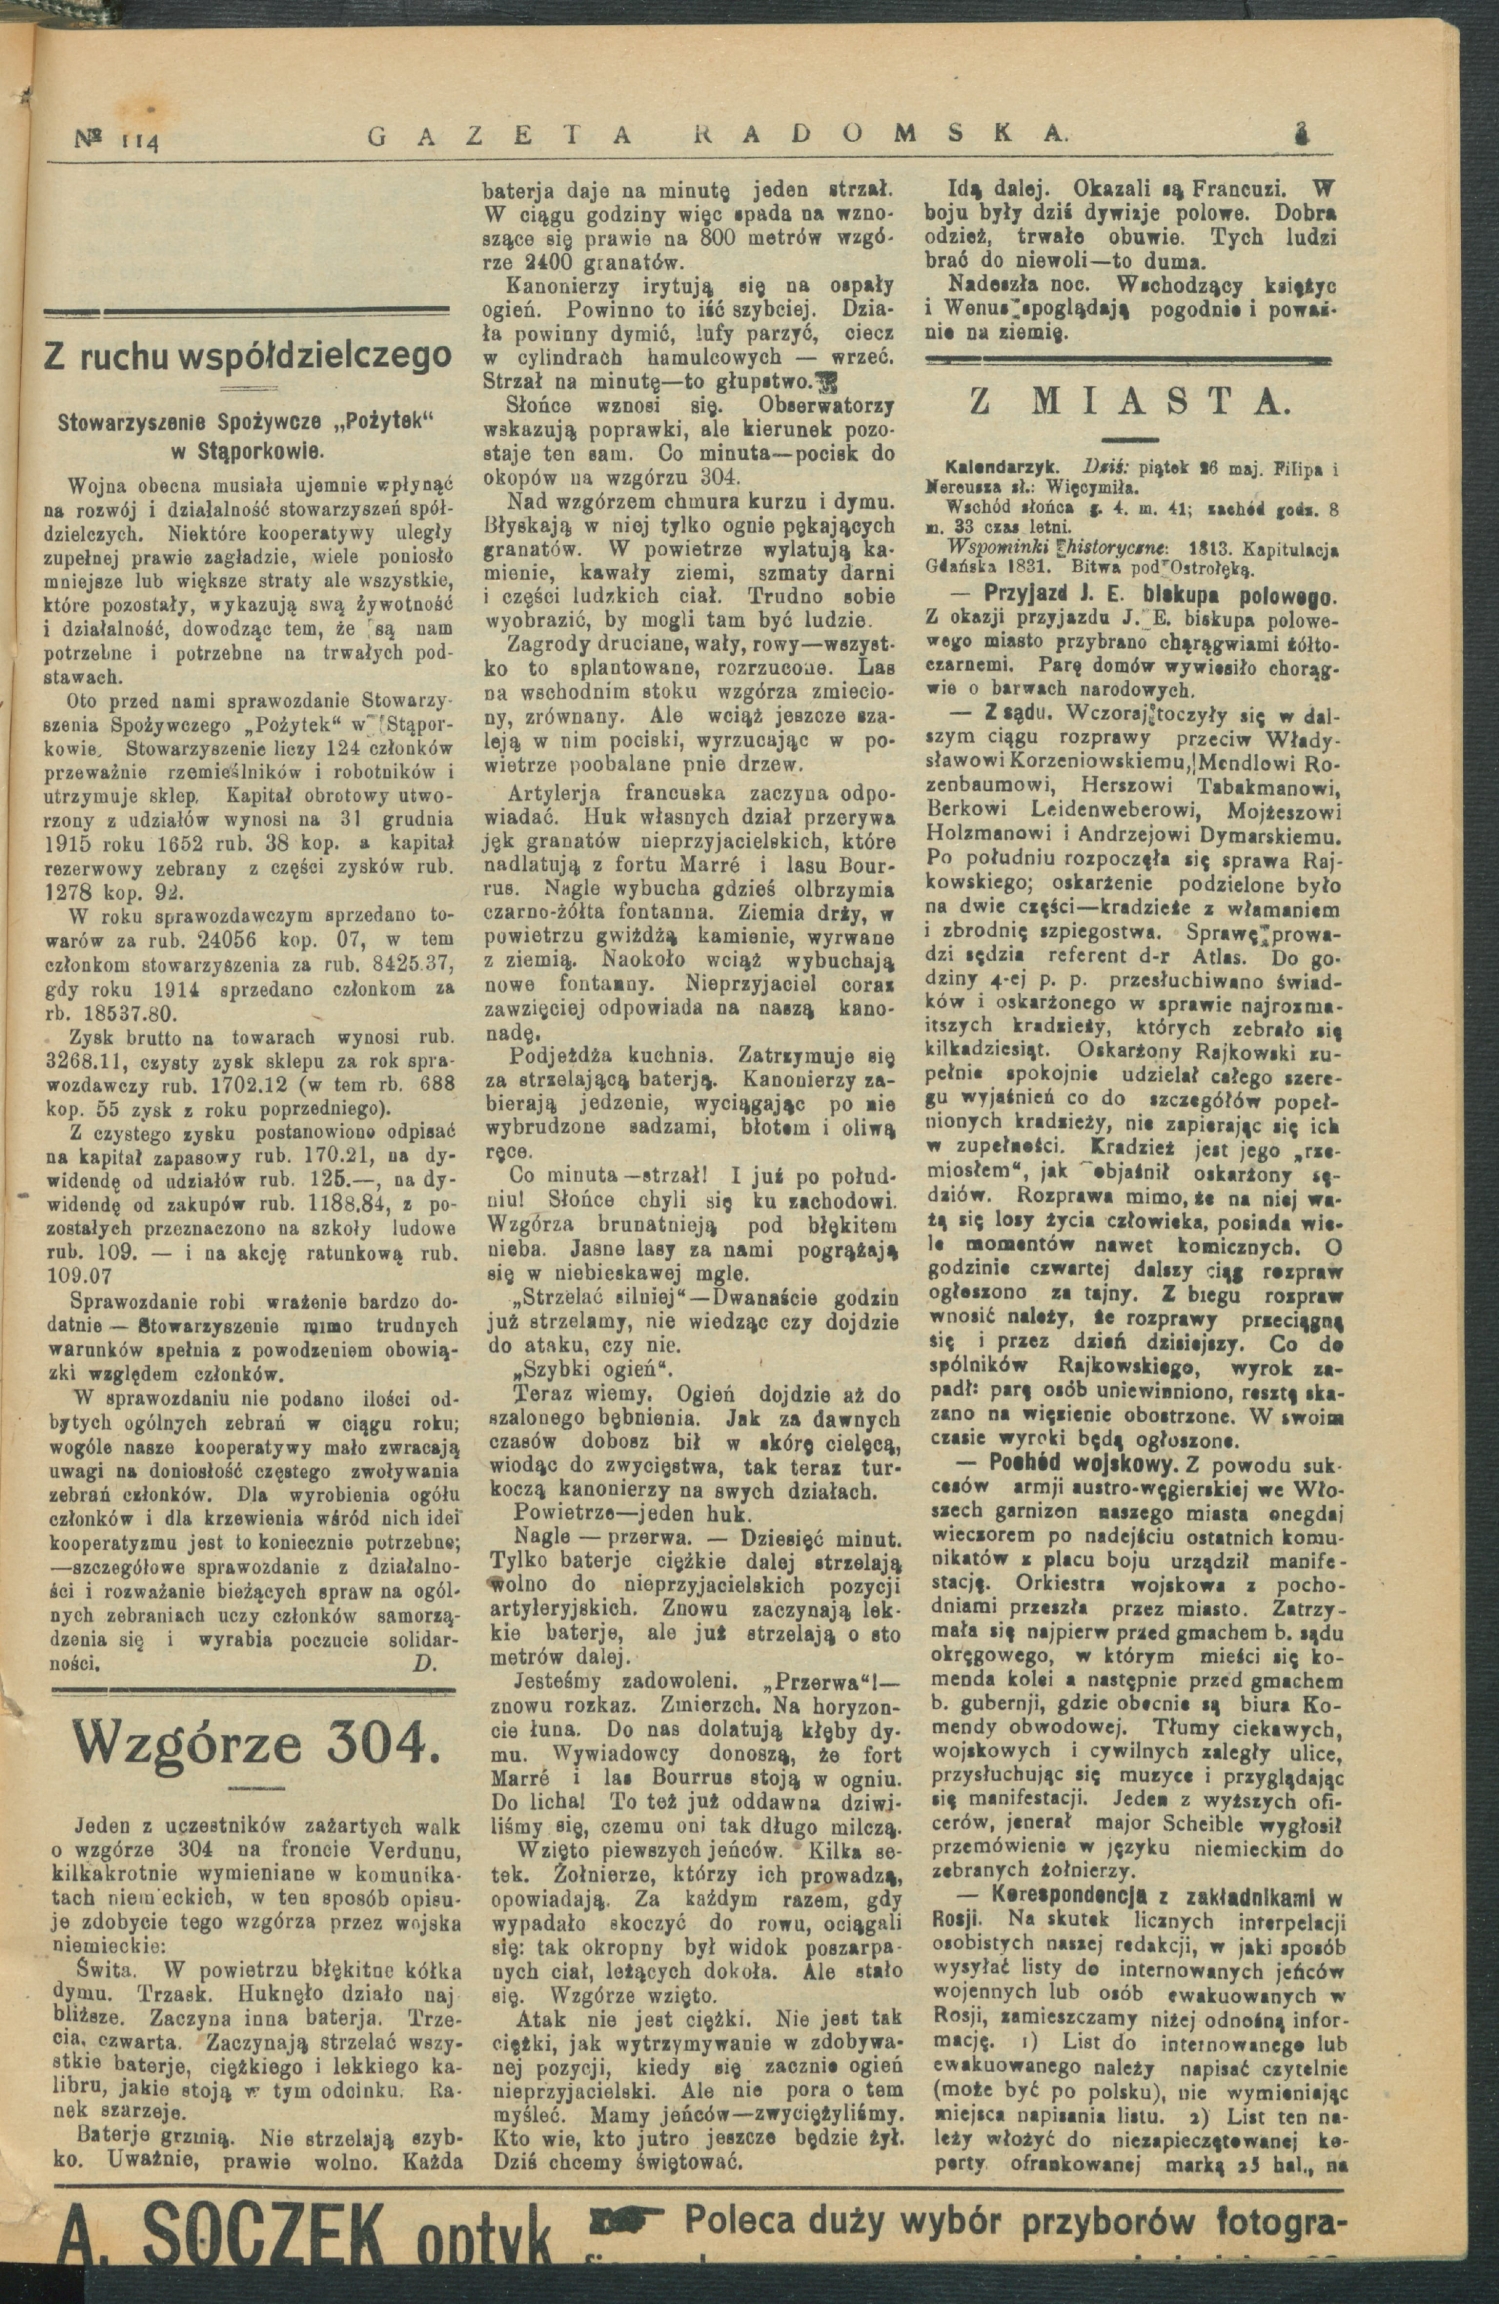 № 114
GAZETA RADOMSKA.
3
Z ruchu współdzielczego
Stowarzyszenie Spożywcze „Pożytek"
w Stąporkowie.
Wojna obecna musiała ujemnie wpłynąć
na rozwój i działalność stowarzyszeń spół-
dzielczych. Niektóre kooperatywy uległy
zupełnej prawie zagładzie, wiele poniosło
mniejsze lub większe straty ale wszystkie,
które pozostały, wykazują swą żywotność
i działalność, dowodząc tem, że są nam
potrzebne i potrzebne na trwałych pod-
stawach.
Oto przed nami sprawozdanie Stowarzy-
szenia Spożywczego „Pożytek" w Stąpor-
kowie. Stowarzyszenie liczy 124 członków
przeważnie rzemieślników i robotników i
utrzymuje sklep. Kapitał obrotowy utwo-
rzony z udziałów wynosi na 31 grudnia
1915 roku 1652 rub. 38 kop. a kapitał
rezerwowy zebrany z części zysków rub.
1278 kop. 92.
W roku sprawozdawczym sprzedano to-
warów za rub. 24056 kop. 07, w tem
członkom stowarzyszenia za rub. 8425.37,
gdy roku 1914 sprzedano członkom za
rb. 18537.80.
Zysk brutto na towarach wynosi rub.
3268.11, czysty zysk sklepu za rok spra-
wozdawczy rub. 1702.12 (w tem rb. 688
kop. 55 zysk z roku poprzedniego).
Z czystego zysku postanowiono odpisać
na kapitał zapasowy rub. 170.21, na dy-
widendę od udziałów rub. 125.—, na dy-
widendę od zakupów rub. 1188.84, z po-
zostałych przeznaczono na szkoły ludowe
rub. 109. — i na akcję ratunkową rub.
109.07
Sprawozdanie robi wrażenie bardzo do-
datnie — Stowarzyszenie mimo trudnych
warunków spełnia z powodzeniem obowią-
zki względem członków.
W sprawozdaniu nie podano ilości od-
bytych ogólnych zebrań w ciągu roku;
wogóle nasze kooperatywy mało zwracają
uwagi na doniosłość częstego zwoływania
zebrań członków. Dla wyrobienia ogółu
członków i dla krzewienia wśród nich idei
kooperatyzmu jest to koniecznie potrzebne;
—szczegółowe sprawozdanie z działalno-
ści i rozważanie bieżących spraw na ogól-
nych zebraniach uczy członków samorzą-
dzenia się i wyrabia poczucie solidar-
ności. D.
Wzgórze 304.
Jeden z uczestników zażartych walk
o wzgórze 304 na froncie Verdunu,
kilkakrotnie wymieniane w komunika-
tach niemieckich, w ten sposób opisu-
je zdobycie tego wzgórza przez wojska
niemieckie:
Świta. W powietrzu błękitne kółka
dymu. Trzask. Huknęło działo naj
bliższe. Zaczyna inna baterja. Trze-
cia, czwarta. Zaczynają strzelać wszy-
stkie baterje, ciężkiego i lekkiego ka-
libru, jakie stoją w tym odcinku. Ra-
nek szarzeje.
Baterje grzmią. Nie strzelają szyb-
ko. Uważnie, prawie wolno. Każda
baterja daje na minutę jeden strzał.
W ciągu godziny więc spada na wzno-
szące się prawie na 800 metrów wzgó-
rze 2400 granatów.
Kanonierzy irytują się na ospały
ogień. Powinno to iść szybciej. Dzia-
ła powinny dymić, lufy parzyć, ciecz
w cylindrach hamulcowych — wrzeć.
Strzał na minutę—to głupstwo.
Słońce wznosi się. Obserwatorzy
wskazują poprawki, ale kierunek pozo-
staje ten sam. Co minuta—pocisk do
okopów na wzgórzu 304.
Nad wzgórzem chmura kurzu i dymu.
Błyskają w niej tylko ognie pękających
granatów. W powietrze wylatują ka-
mienie, kawały ziemi, szmaty darni
i części ludzkich ciał. Trudno sobie
wyobrazić, by mogli tam być ludzie.
Zagrody druciane, wały, rowy—wszyst-
ko to splantowane, rozrzucone. Las
na wschodnim stoku wzgórza zmiecio-
ny, zrównany. Ale wciąż jeszcze sza-
leją w nim pociski, wyrzucając w po-
wietrze poobalane pnie drzew.
Artylerja francuska zaczyna odpo-
wiadać. Huk własnych dział przerywa
jęk granatów nieprzyjacielskich, które
nadlatują z fortu Marré i lasu Bour-
rus. Nagle wybucha gdzieś olbrzymia
czarno-żółta fontanna. Ziemia drży, w
powietrzu gwiżdżą kamienie, wyrwane
z ziemią. Naokoło wciąż wybuchają
nowe fontanny. Nieprzyjaciel coraz
zawzięciej odpowiada na naszą kano-
nadę.
Podjeżdża kuchnia. Zatrzymuje się
za strzelającą baterją. Kanonierzy za-
bierają jedzenie, wyciągając po nie
wybrudzone sadzami, błotem i oliwą
ręce.
Co minuta—strzał! I już po połud-
niu! Słońce chyli się ku zachodowi.
Wzgórza brunatnieją pod błękitem
nieba. Jasne lasy za nami pogrążają
się w niebieskawej mgle.
„Strzelać silniej"—Dwanaście godzin
już strzelamy, nie wiedząc czy dojdzie
do ataku, czy nie.
„Szybki ogień".
Teraz wiemy. Ogień dojdzie aż do
szalonego bębnienia. Jak za dawnych
czasów dobosz bił w skórę cielęcą,
wiodąc do zwycięstwa, tak teraz tur-
koczą kanonierzy na swych działach.
Powietrze—jeden huk.
Nagle — przerwa. — Dziesięć minut.
Tylko baterje ciężkie dalej strzelają
wolno do nieprzyjacielskich pozycji
artyleryjskich. Znowu zaczynają lek-
kie baterje, ale już strzelają o sto
metrów dalej.
Jesteśmy zadowoleni. „Przerwa"!—
znowu rozkaz. Zmierzch. Na horyzon-
cie łuna. Do nas dolatują kłęby dy-
mu. Wywiadowcy donoszą, że fort
Marré i las Bourrus stoją w ogniu.
Do licha! To też już oddawna dziwi-
liśmy się, czemu oni tak długo milczą.
Wzięto piewszych jeńców. Kilka se-
tek. Żołnierze, którzy ich prowadzą,
opowiadają. Za każdym razem, gdy
wypadało skoczyć do rowu, ociągali
się: tak okropny był widok poszarpa-
nych ciał, leżących dokoła. Ale stało
się. Wzgórze wzięto.
Atak nie jest ciężki. Nie jest tak
ciężki, jak wytrzymywanie w zdobywa-
nej pozycji, kiedy się zacznie ogień
nieprzyjacielski. Ale nie pora o tem
myśleć. Mamy jeńców—zwyciężyliśmy.
Kto wie, kto jutro jeszcze będzie żył.
Dziś chcemy świętować.
Idą dalej. Okazali są Francuzi. W
boju były dziś dywizje polowe. Dobra
odzież, trwałe obuwie. Tych ludzi
brać do niewoli—to duma.
Nadeszła noc. Wschodzący księżyc
i Wenus spoglądają pogodnie i poważ-
nie na ziemię.
Z MIASTA.
Kalendarzyk. Dziś: piątek 26 maj. Filipa i
Nereusza sł.: Więcymiła.
Wschód słońca g. 4. m. 41; zachód godz. 8
m. 33 czas letni.
Wspominki historyczne: 1813. Kapitulacja
Gdańska 1831. Bitwa pod Ostrołęką.
— Przyjazd J. E. biskupa polowego.
Z okazji przyjazdu J. E. biskupa polowe-
wego miasto przybrano chąrągwiami żółto-
czarnemi. Parę domów wywiesiło chorąg-
wie o barwach narodowych.
— Z sądu. Wczoraj toczyły się w dal-
szym ciągu rozprawy przeciw Włady-
sławowi Korzeniowskiemu, Mendlowi Ro-
zenbaumowi, Herszowi Tabakmanowi,
Berkowi Leidenweberowi, Mojżeszowi
Holzmanowi i Andrzejowi Dymarskiemu.
Po południu rozpoczęła się sprawa Raj-
kowskiego; oskarżenie podzielone było
na dwie części—kradzieże z włamaniem
i zbrodnię szpiegostwa. Sprawę prowa-
dzi sędzia referent d-r Atlas. Do go-
dziny 4-ej p. p. przesłuchiwano świad-
ków i oskarżonego w sprawie najrozma-
itszych kradzieży, których zebrało się
kilkadziesiąt. Oskarżony Rajkowski zu-
pełnie spokojnie udzielał całego szere-
gu wyjaśnień co do szczegółów popeł-
nionych kradzieży, nie zapierając się ich
w zupełności. Kradzież jest jego „rze-
miosłem", jak objaśnił oskarżony sę-
dziów. Rozprawa mimo, że na niej wa-
żą się losy życia człowieka, posiada wie-
le momentów nawet komicznych. O
godzinie czwartej dalszy ciąg rozpraw
ogłeszono za tajny. Z biegu rozpraw
wnosić należy, że rozprawy przeciągną
się i przez dzień dzisiejszy. Co do
spólników Rajkowskiego, wyrok za-
padł: parę osób uniewinniono, resztę ska-
zano na więzienie obostrzone. W swoim
czasie wyroki będą ogłoszone.
— Pochód wojskowy. Z powodu suk-
cesów armji austro-węgierskiej we Wło-
szech garnizon naszego miasta onegdaj
wieczorem po nadejściu ostatnich komu-
nikatów z placu boju urządził manife-
stację. Orkiestra wojskowa z pocho-
dniami przeszła przez miasto. Zatrzy-
mała się najpierw przed gmachem b. sądu
okręgowego, w którym mieści się ko-
menda kolei a następnie przed gmachem
b. gubernji, gdzie obecnie są biura Ko-
mendy obwodowej. Tłumy ciekawych,
wojskowych i cywilnych zaległy ulice,
przysłuchując się muzyce i przyglądając
się manifestacji. Jeden z wyższych ofi-
cerów, jenerał major Scheible wygłosił
przemówienie w języku niemieckim do
zebranych żołnierzy.
— Korespondencja z zakładnikami w
Rosji. Na skutek licznych interpelacji
osobistych naszej redakcji, w jaki sposób
wysyłać listy do internowanych jeńców
wojennych lub osób ewakuowanych w
Rosji, zamieszczamy niżej odnośną infor-
mację. 1) List do internowanego lub
ewakuowanego należy napisać czytelnie
(może być po polsku), nie wymieniając
miejsca napisania listu. 2) List ten na-
leży włożyć do niezapieczętowanej ko-
perty ofrankowanej marką 25 hal., na
A. SOCZEK optyk
Poleca duży wybór przyborów fotogra-